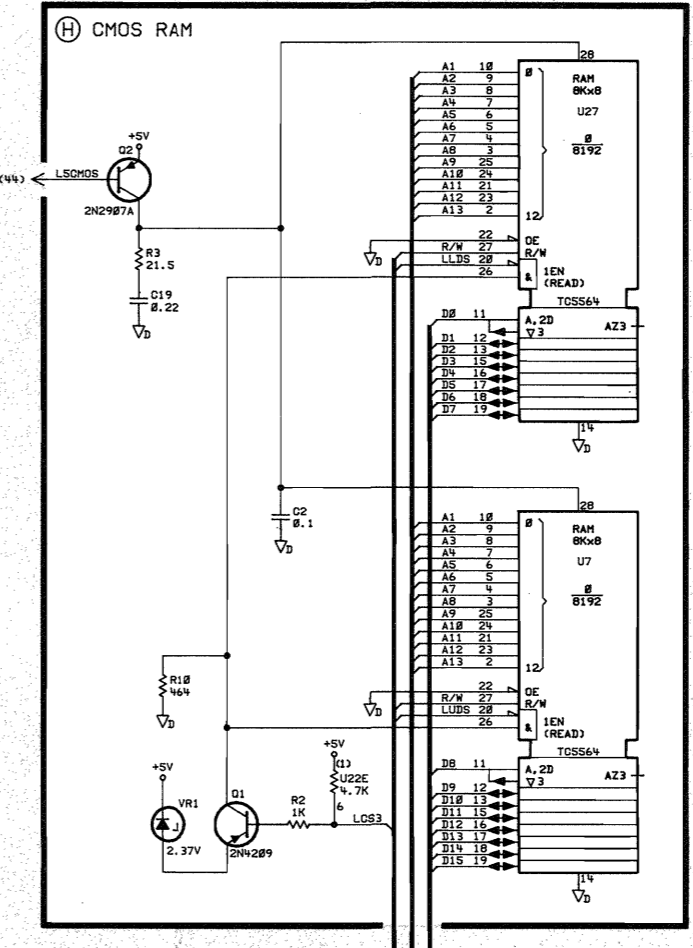 H CMOS RAM
28
A1 10
A2 9
A3 8
A4 7
A5 6
A6 5
A7 4
A8 3
A9 25
A10 24
A11 21
A12 23
A13 2
0
12
RAM
8Kx8
U27
0
8192
+5V
Q2
(44)
LSCMOS
2N2907A
R3
21.5
C19
0.22
D
22 OE
R/W 27 R/W
LLDS 20
26
D
& 1EN
(READ)
TC5564
D0 11 A,2D AZ3
3
D1 12
D2 13
D3 15
D4 16
D5 17
D6 18
D7 19
14
D
C2
0.1
D
28
A1 10
A2 9
A3 8
A4 7
A5 6
A6 5
A7 4
A8 3
A9 25
A10 24
A11 21
A12 23
A13 2
0
12
RAM
8Kx8
U7
0
8192
R10
464
D
22 OE
R/W 27 R/W
LUDS 20
26
D
& 1EN
(READ)
TC5564
D8 11 A,2D AZ3
3
D9 12
D10 13
D11 15
D12 16
D13 17
D14 18
D15 19
14
D
+5V
VR1
2.37V
Q1
2N4209
R2
1K
+5V
(1)
U22E
4.7K
6
LCS3